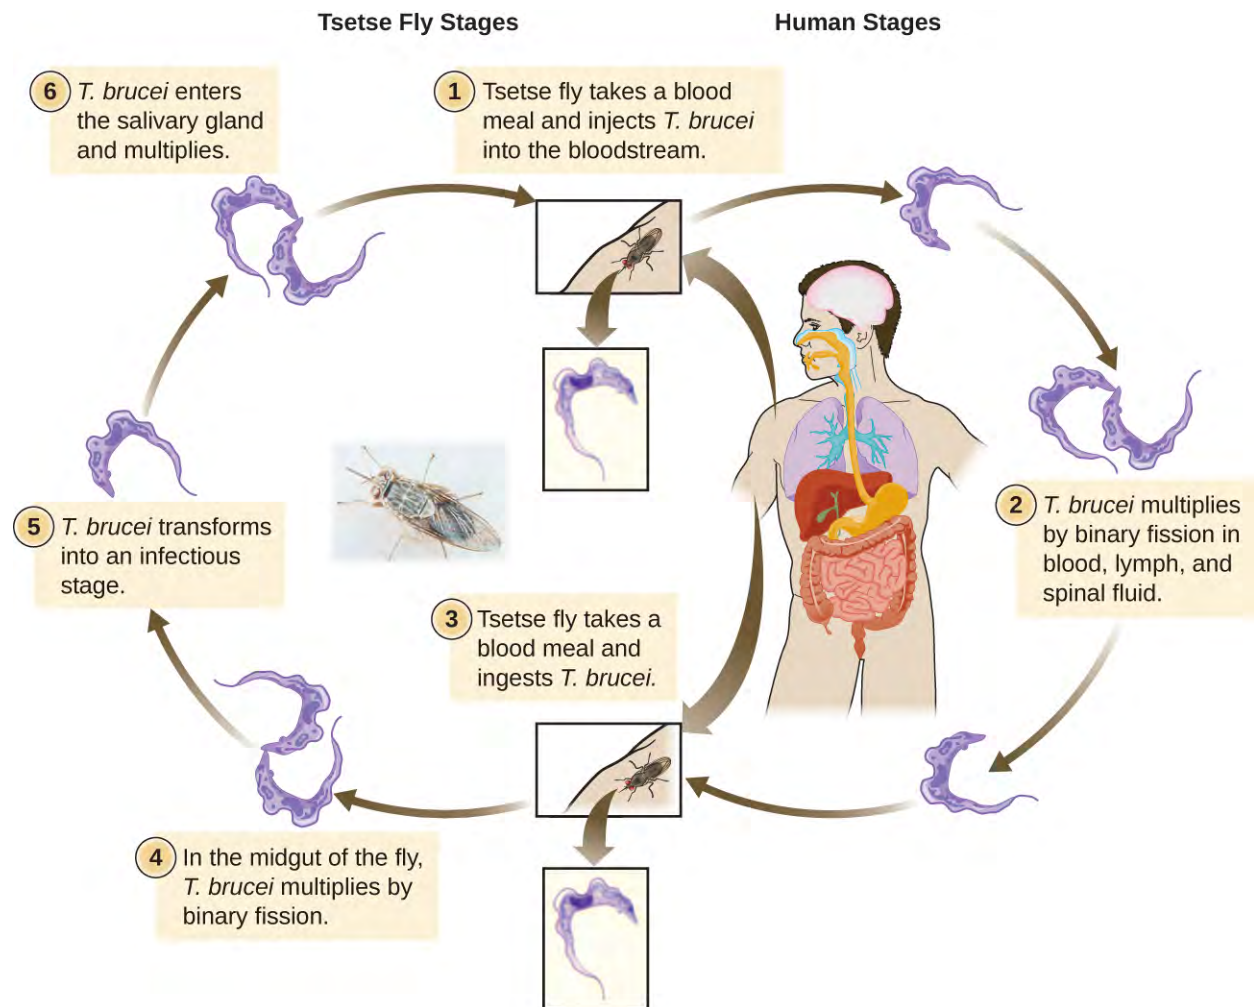 Tsetse Fly Stages
Human Stages
6 T. brucei enters
the salivary gland
and multiplies.
1 Tsetse fly takes a blood
meal and injects T. brucei
into the bloodstream.
2 T. brucei multiplies
by binary fission in
blood, lymph, and
spinal fluid.
5 T. brucei transforms
into an infectious
stage.
3 Tsetse fly takes a
blood meal and
ingests T. brucei.
4 In the midgut of the fly,
T. brucei multiplies by
binary fission.